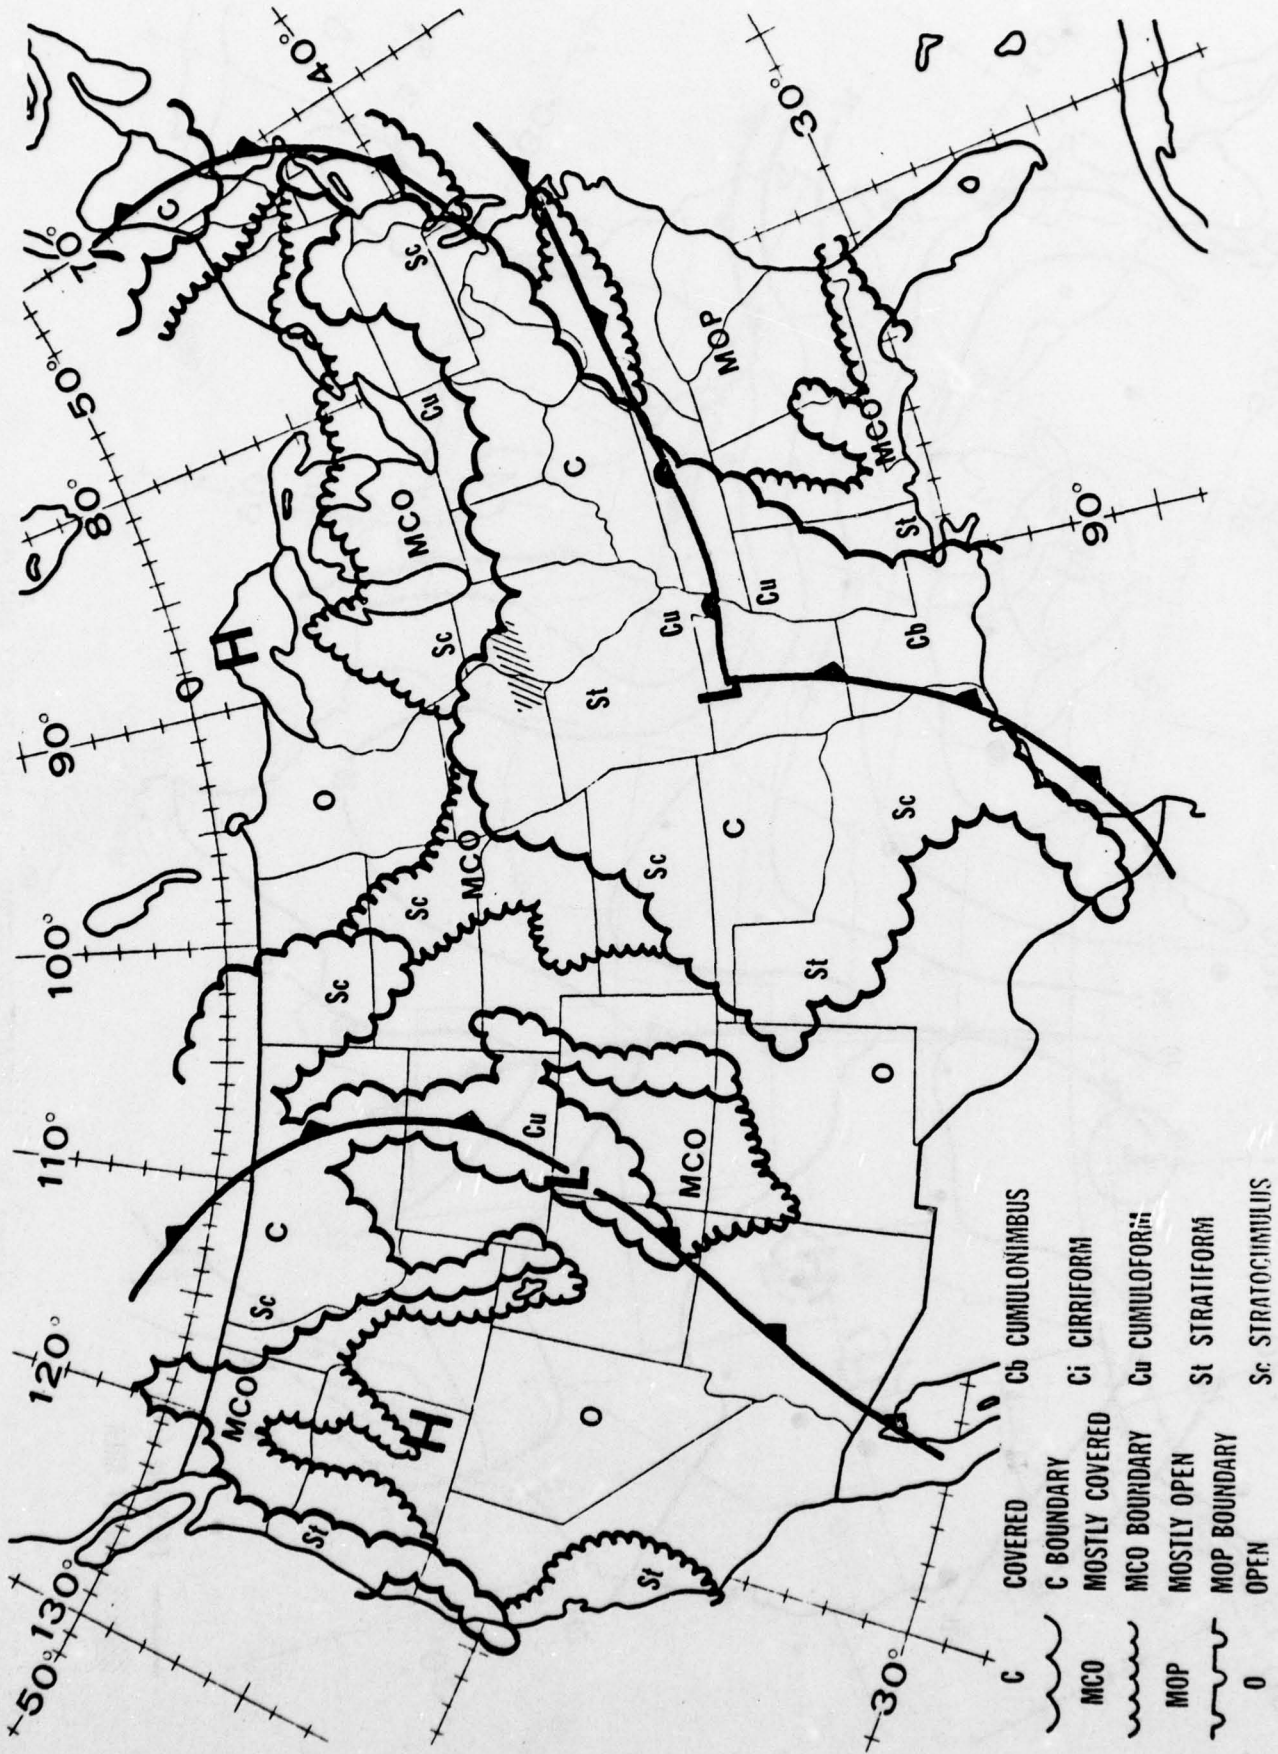 50°
130°
120°
110°
100°
90°
80°
50°
70°
40°
30°
90°
30°
C
Sc
Cu
MCO
H
O
Sc
MCO
Sc
Sc
O
C
Sc
MCO
H
St
St
O
Cu
L
MCO
O
St
Sc
C
Sc
St
L
Cu
Cu
Cb
St
MCO
MOP
C
C COVERED
C BOUNDARY
MCO MOSTLY COVERED
MCO BOUNDARY
MOP MOSTLY OPEN
MOP BOUNDARY
O OPEN
Cb CUMULONIMBUS
Ci CIRRIFORM
Cu CUMULOFORM
St STRATIFORM
Sc STRATOCUMULUS